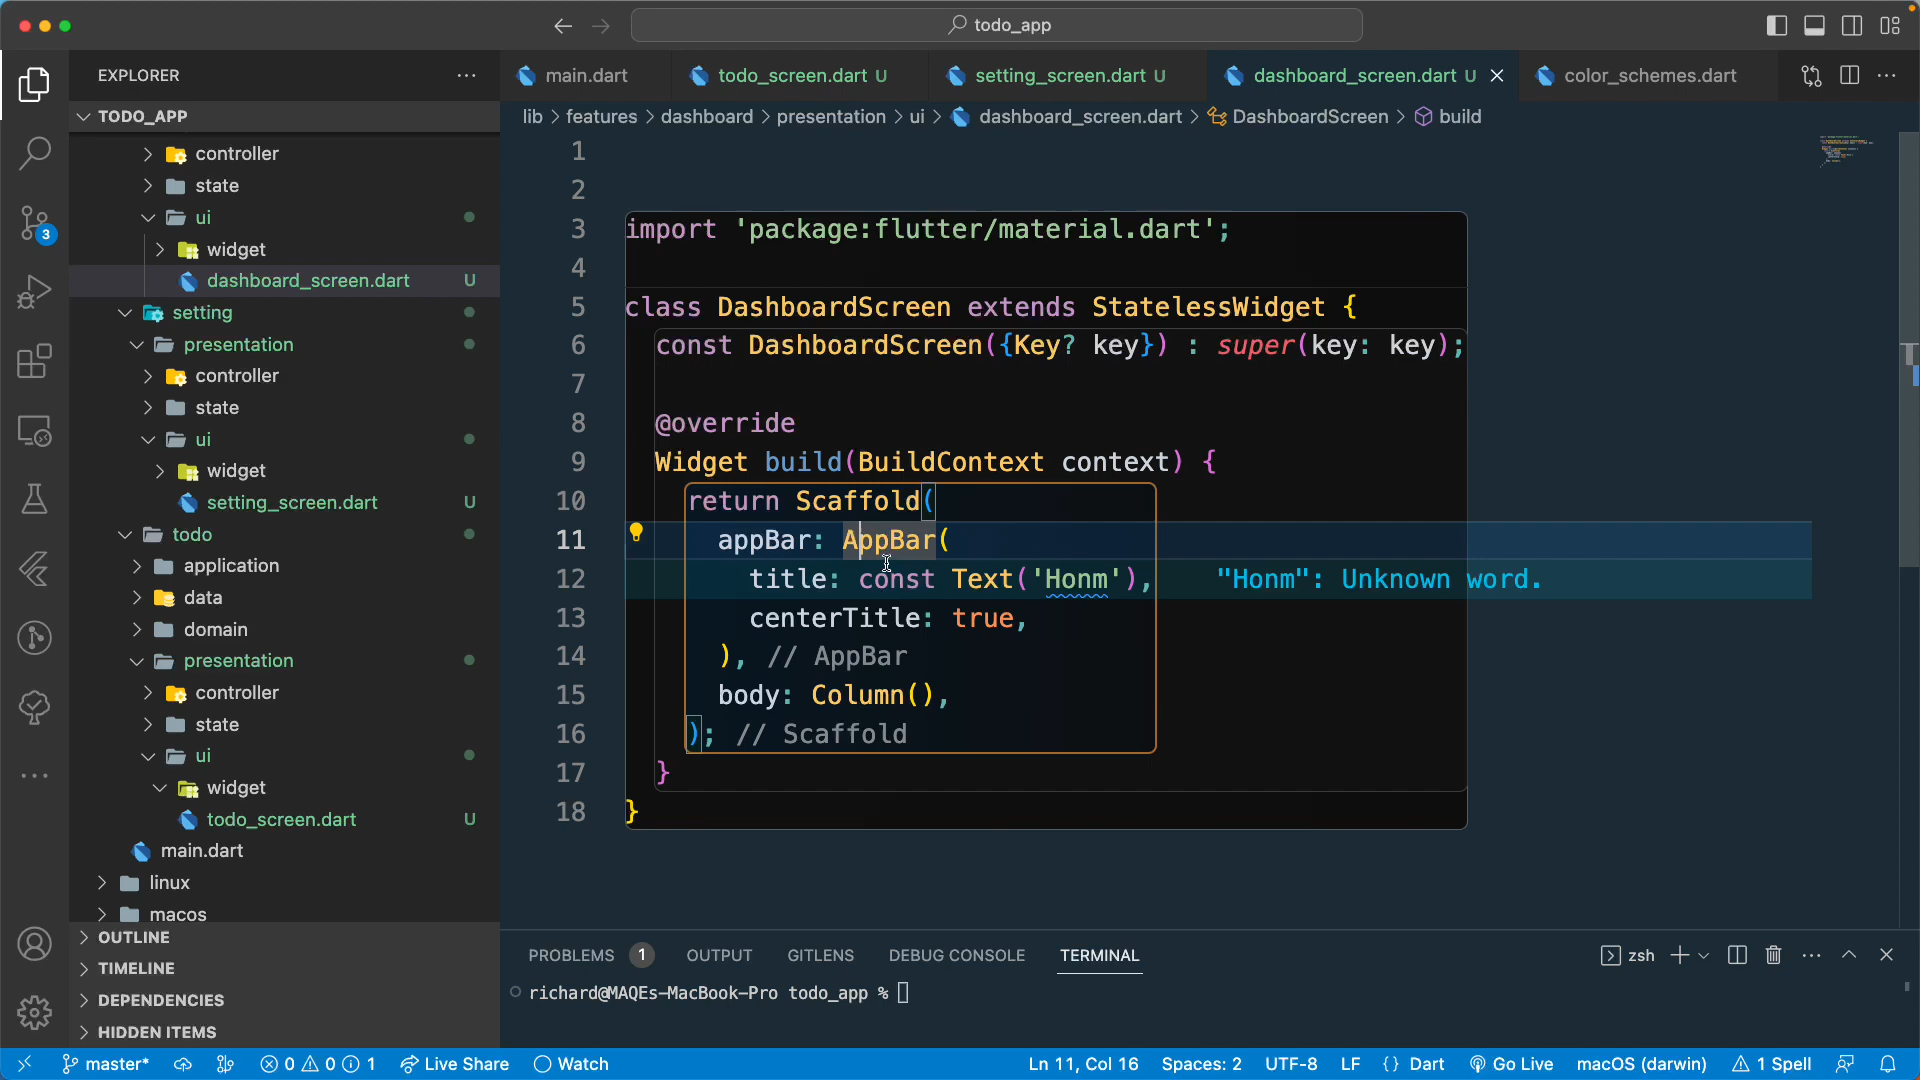 todo_app
EXPLORER
TODO_APP
controller
state
ui
widget
dashboard_screen.dart U
setting
presentation
controller
state
ui
widget
setting_screen.dart U
todo
application
data
domain
presentation
controller
state
ui
widget
todo_screen.dart U
main.dart
linux
macos
OUTLINE
TIMELINE
DEPENDENCIES
HIDDEN ITEMS
3
main.dart
todo_screen.dart U
setting_screen.dart U
dashboard_screen.dart U
color_schemes.dart
lib > features > dashboard > presentation > ui > dashboard_screen.dart > DashboardScreen > build
1
2
3 import 'package:flutter/material.dart';
4
5 class DashboardScreen extends StatelessWidget {
6 const DashboardScreen({Key? key}) : super(key: key);
7
8 @override
9 Widget build(BuildContext context) {
10 return Scaffold(
11 appBar: AppBar(
12 title: const Text('Honm'), "Honm": Unknown word.
13 centerTitle: true,
14 ), // AppBar
15 body: Column(),
16 ); // Scaffold
17 }
18 }
PROBLEMS 1 OUTPUT GITLENS DEBUG CONSOLE TERMINAL
zsh
richard@MAQEs-MacBook-Pro todo_app %
master* 0 0 1 Live Share Watch
Ln 11, Col 16 Spaces: 2 UTF-8 LF {} Dart Go Live macOS (darwin) 1 Spell